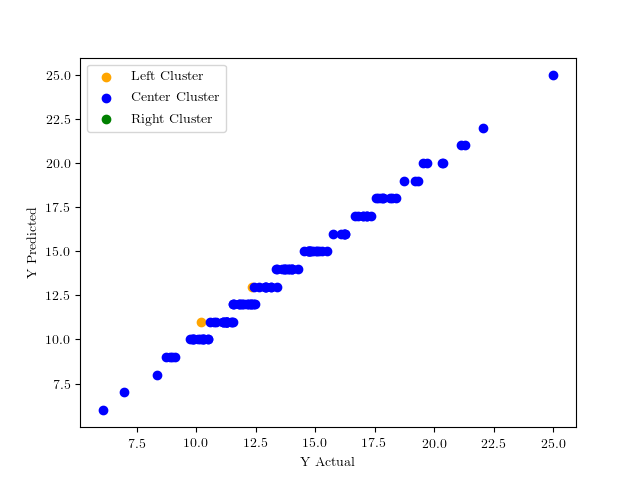 25.0
22.5
20.0
17.5
15.0
12.5
10.0
7.5
Y Predicted
Left Cluster
Center Cluster
Right Cluster
7.5 10.0 12.5 15.0 17.5 20.0 22.5 25.0
Y Actual